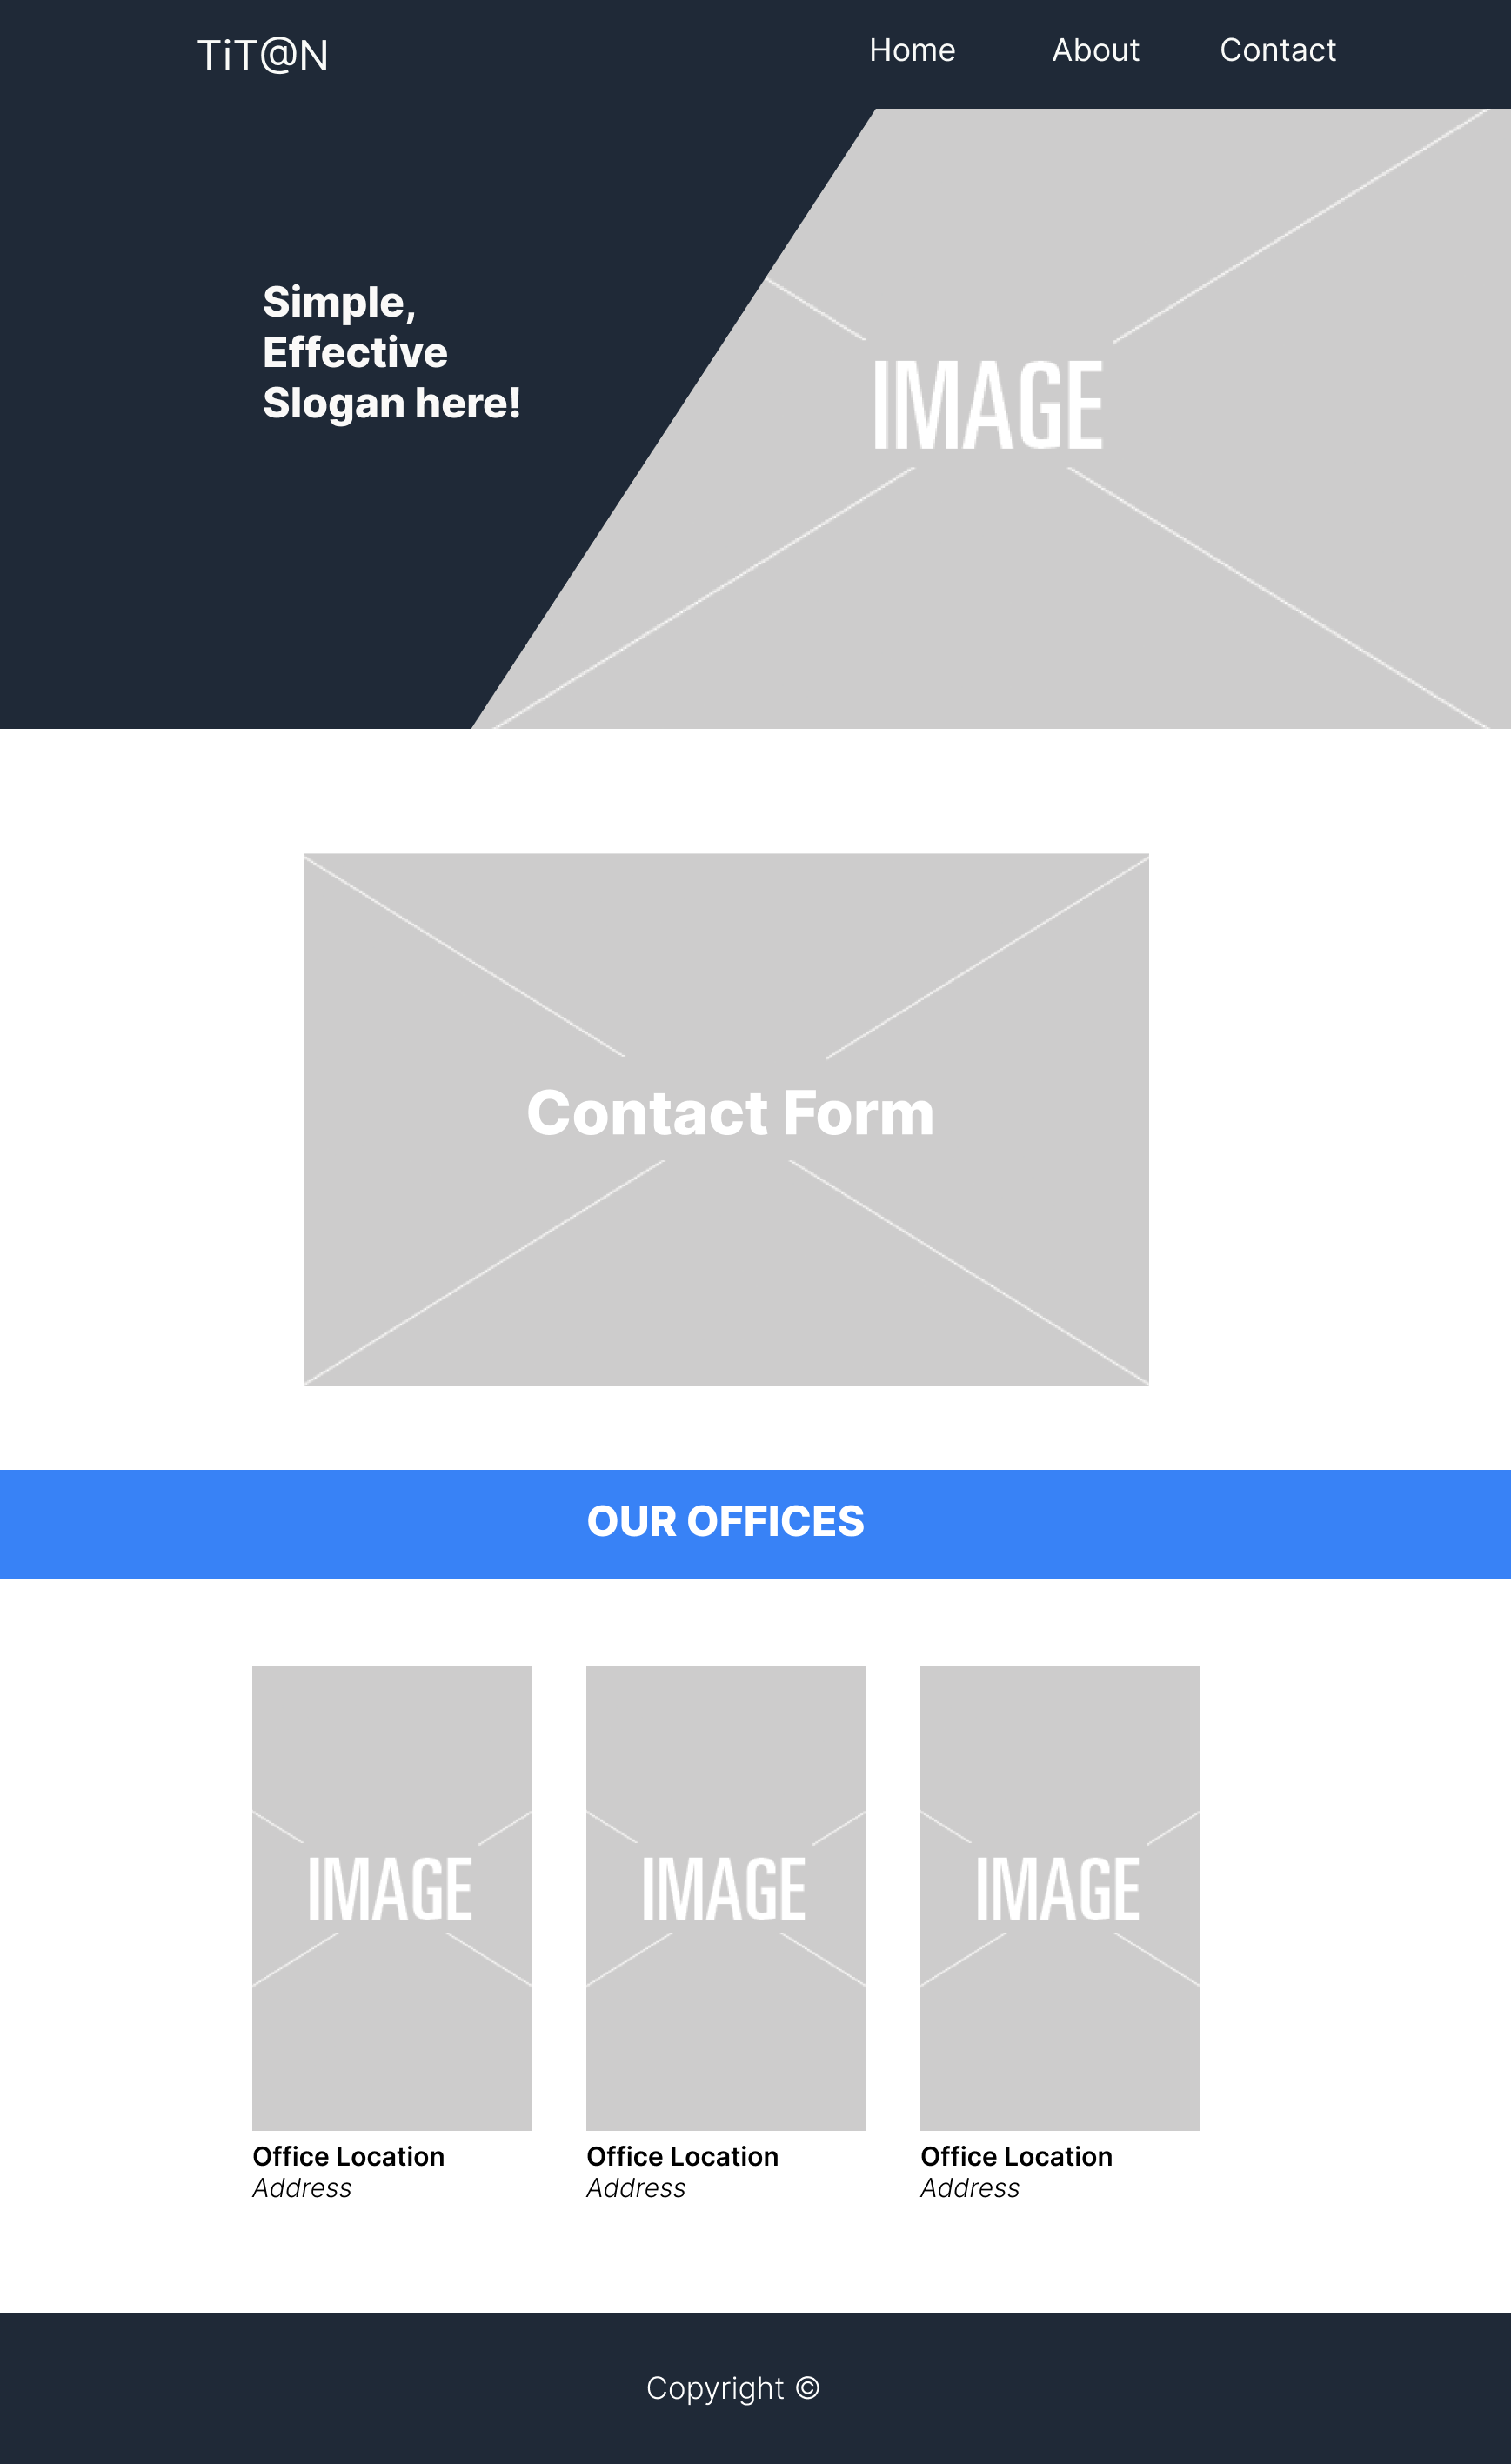 TiT@N
Home About Contact
Simple,
Effective
Slogan here!
IMAGE
Contact Form
OUR OFFICES
IMAGE IMAGE IMAGE
Office Location Office Location Office Location
Address Address Address
Copyright ©